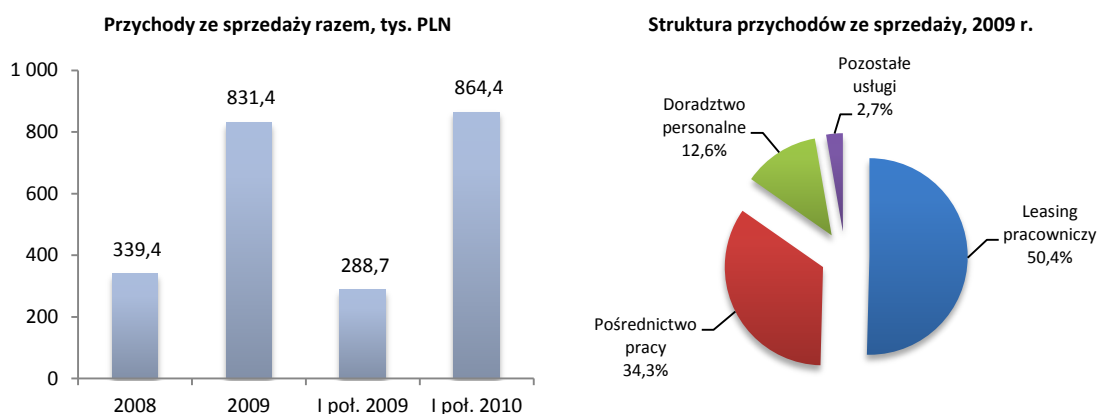 Przychody ze sprzedaży razem, tys. PLN
1 000
800
600
400
200
0
339,4
831,4
288,7
864,4
2008
2009
I poł. 2009
I poł. 2010
Struktura przychodów ze sprzedaży, 2009 r.
Pozostałe
usługi
2,7%
Doradztwo
personalne
12,6%
Leasing
pracowniczy
50,4%
Pośrednictwo
pracy
34,3%